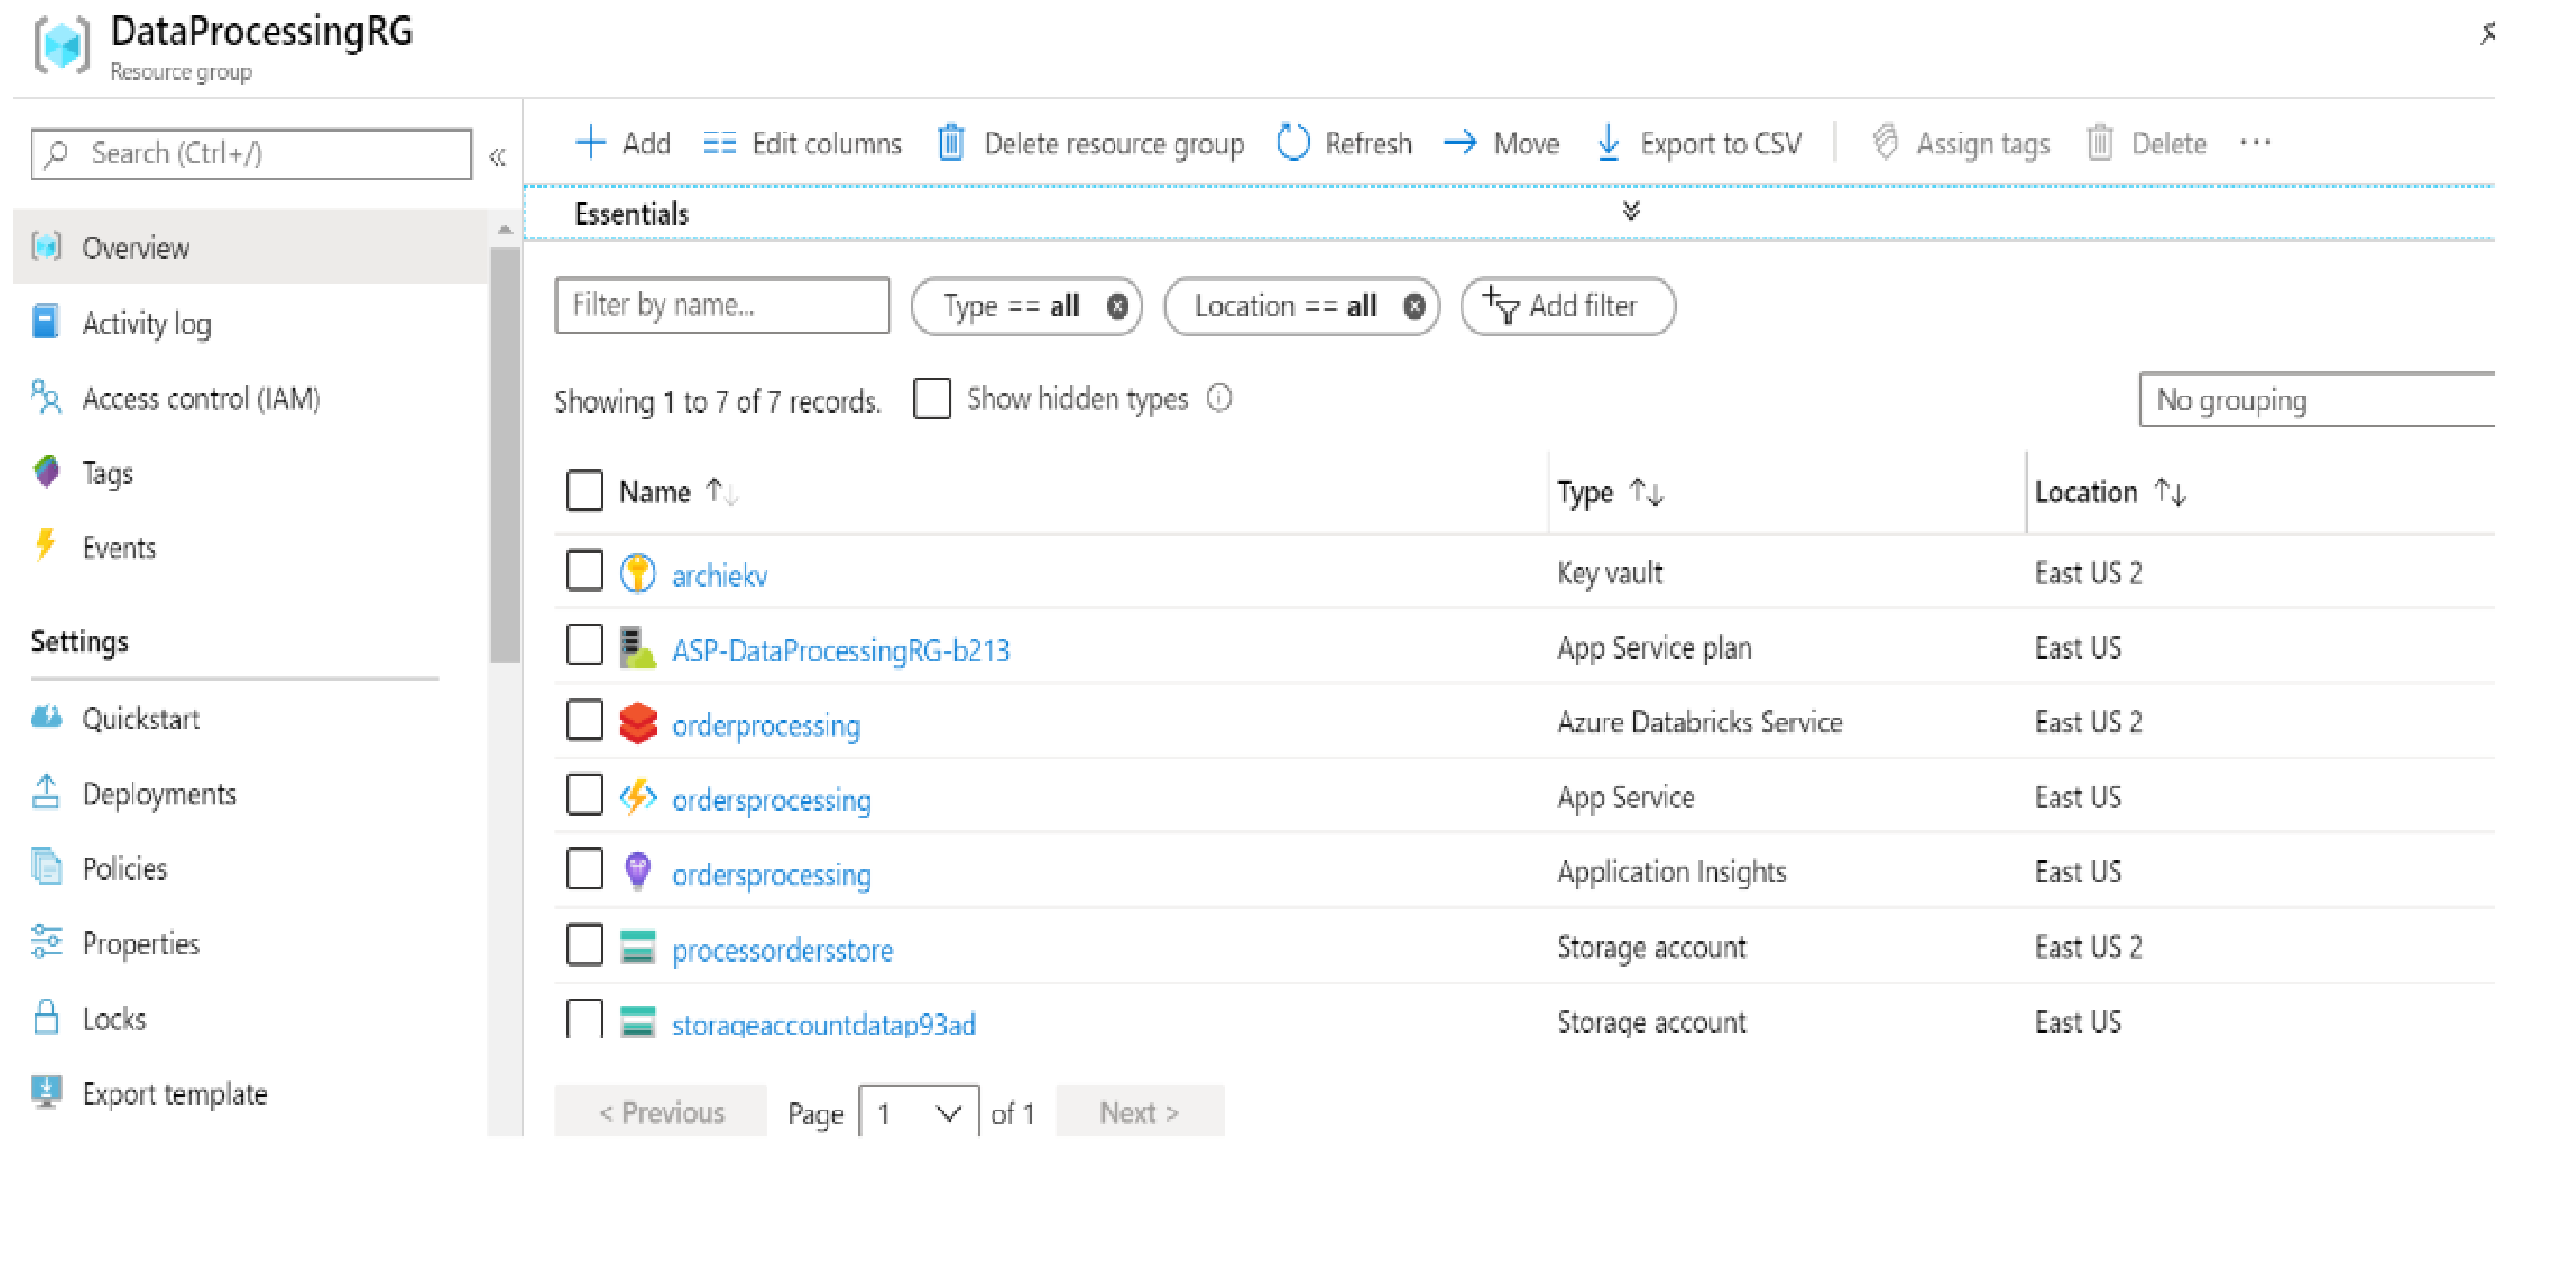 DataProcessingRG
Resource group
Search (Ctrl+/)
Overview
Activity log
Access control (IAM)
Tags
Events
Settings
Quickstart
Deployments
Policies
Properties
Locks
Export template
Add Edit columns Delete resource group Refresh Move Export to CSV Assign tags Delete ...
Essentials
Filter by name... Type == all Location == all Add filter
Showing 1 to 7 of 7 records. Show hidden types No grouping
Name Type Location
archiekv Key vault East US 2
ASP-DataProcessingRG-b213 App Service plan East US
orderprocessing Azure Databricks Service East US 2
ordersprocessing App Service East US
ordersprocessing Application Insights East US
processordersstore Storage account East US 2
storageaccountdatap93ad Storage account East US
< Previous Page 1 of 1 Next >